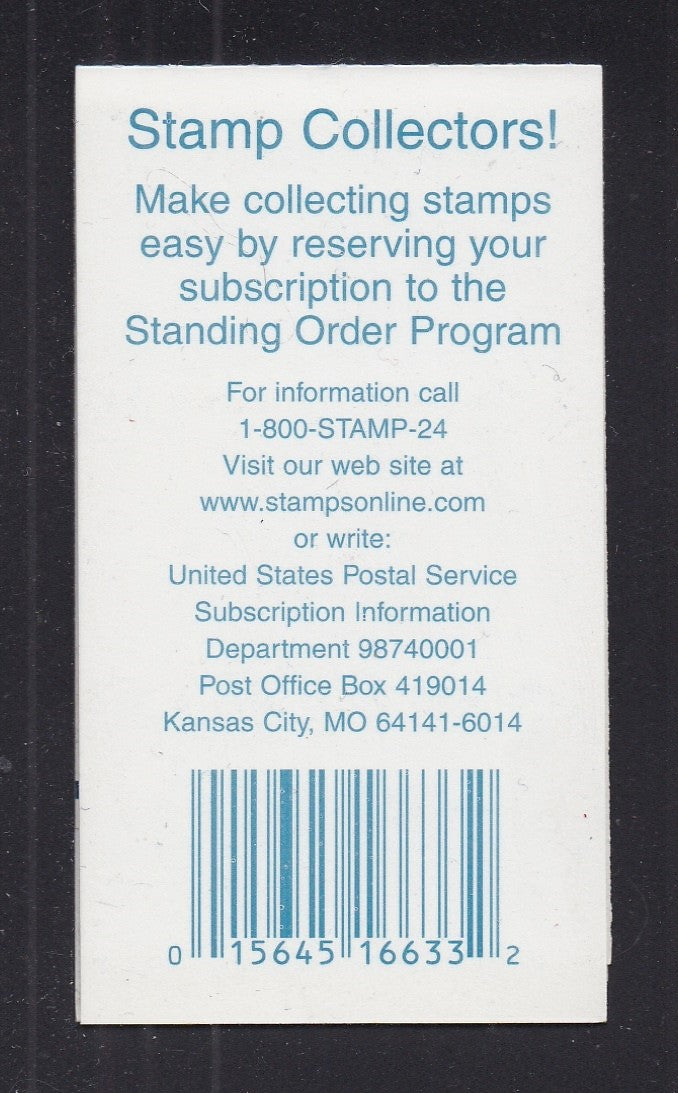 Stamp Collectors!
Make collecting stamps
easy by reserving your
subscription to the
Standing Order Program
For information call
1-800-STAMP-24
Visit our web site at
www.stampsonline.com
or write:
United States Postal Service
Subscription Information
Department 98740001
Post Office Box 419014
Kansas City, MO 64141-6014
0 15645 16633 2